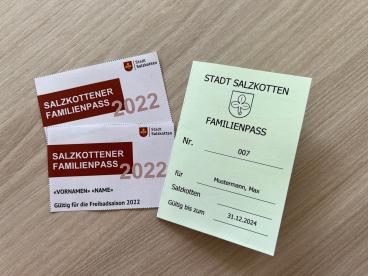 SALZKOTTENER
FAMILIENPASS
2022
Stadt
Salzkotten
SALZKOTTENER
FAMILIENPASS
2022
Stadt
Salzkotten
«VORNAMEN» «NAME»
Gültig für die Freibadsaison 2022
STADT SALZKOTTEN
FAMILIENPASS
Nr. 007
für Mustermann, Max
Salzkotten
Gültig bis zum 31.12.2024